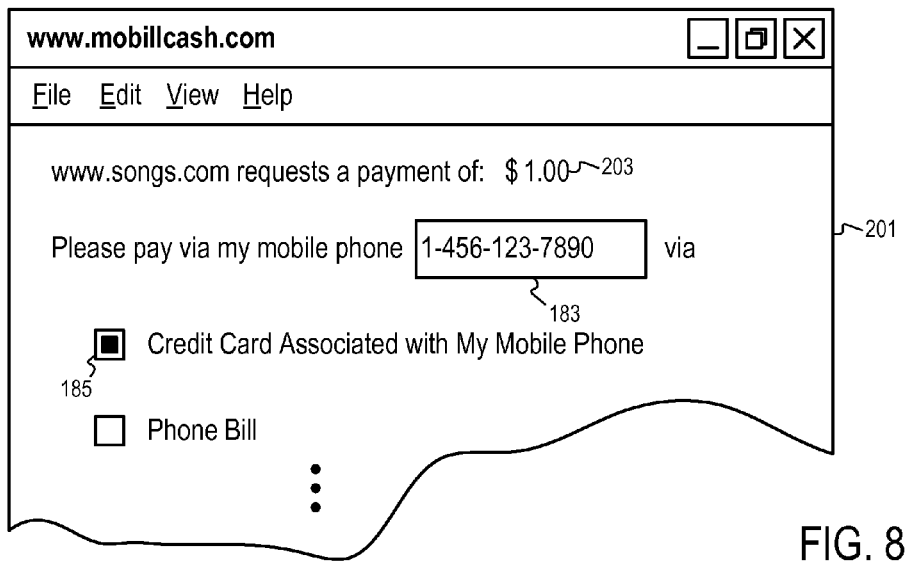 www.mobillcash.com
File Edit View Help
www.songs.com requests a payment of: $ 1.00 203
201
Please pay via my mobile phone 1-456-123-7890 via
183
Credit Card Associated with My Mobile Phone
185
Phone Bill
FIG. 8